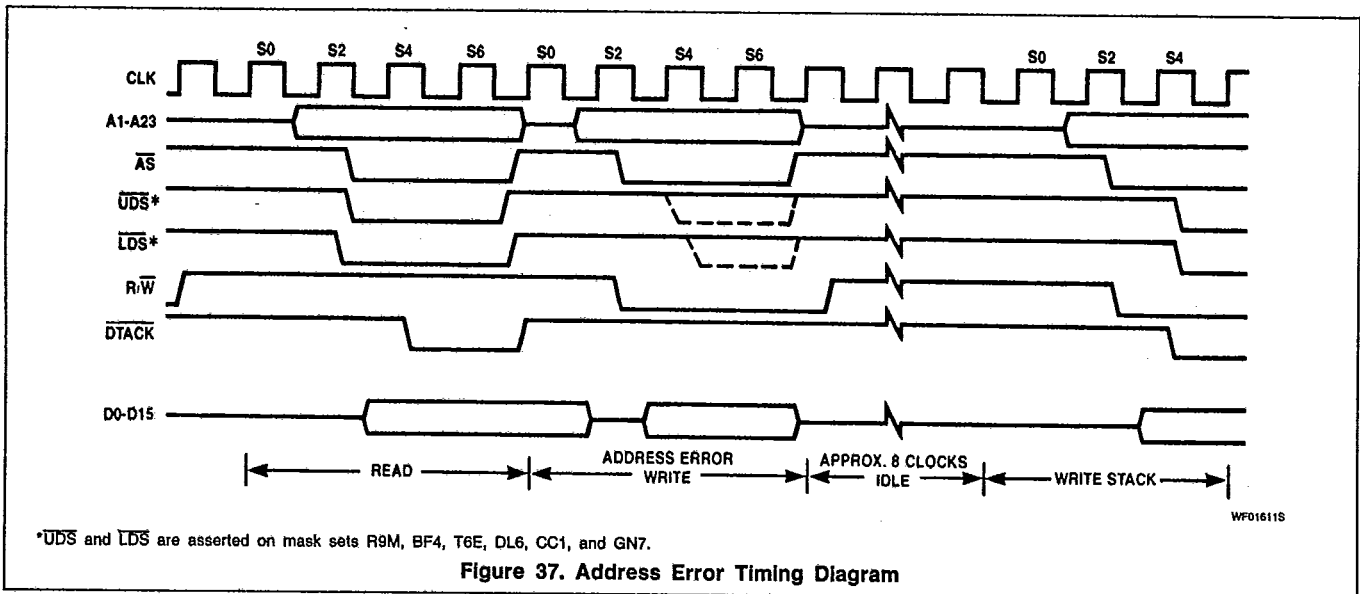 S0 S2 S4 S6 S0 S2 S4 S6 S0 S2 S4
CLK
A1-A23
AS
UDS*
LDS*
R/W
DTACK
D0-D15
READ
ADDRESS ERROR
WRITE
APPROX. 8 CLOCKS
IDLE
WRITE STACK
WF01611S
*UDS and LDS are asserted on mask sets R9M, BF4, T6E, DL6, CC1, and GN7.
Figure 37. Address Error Timing Diagram